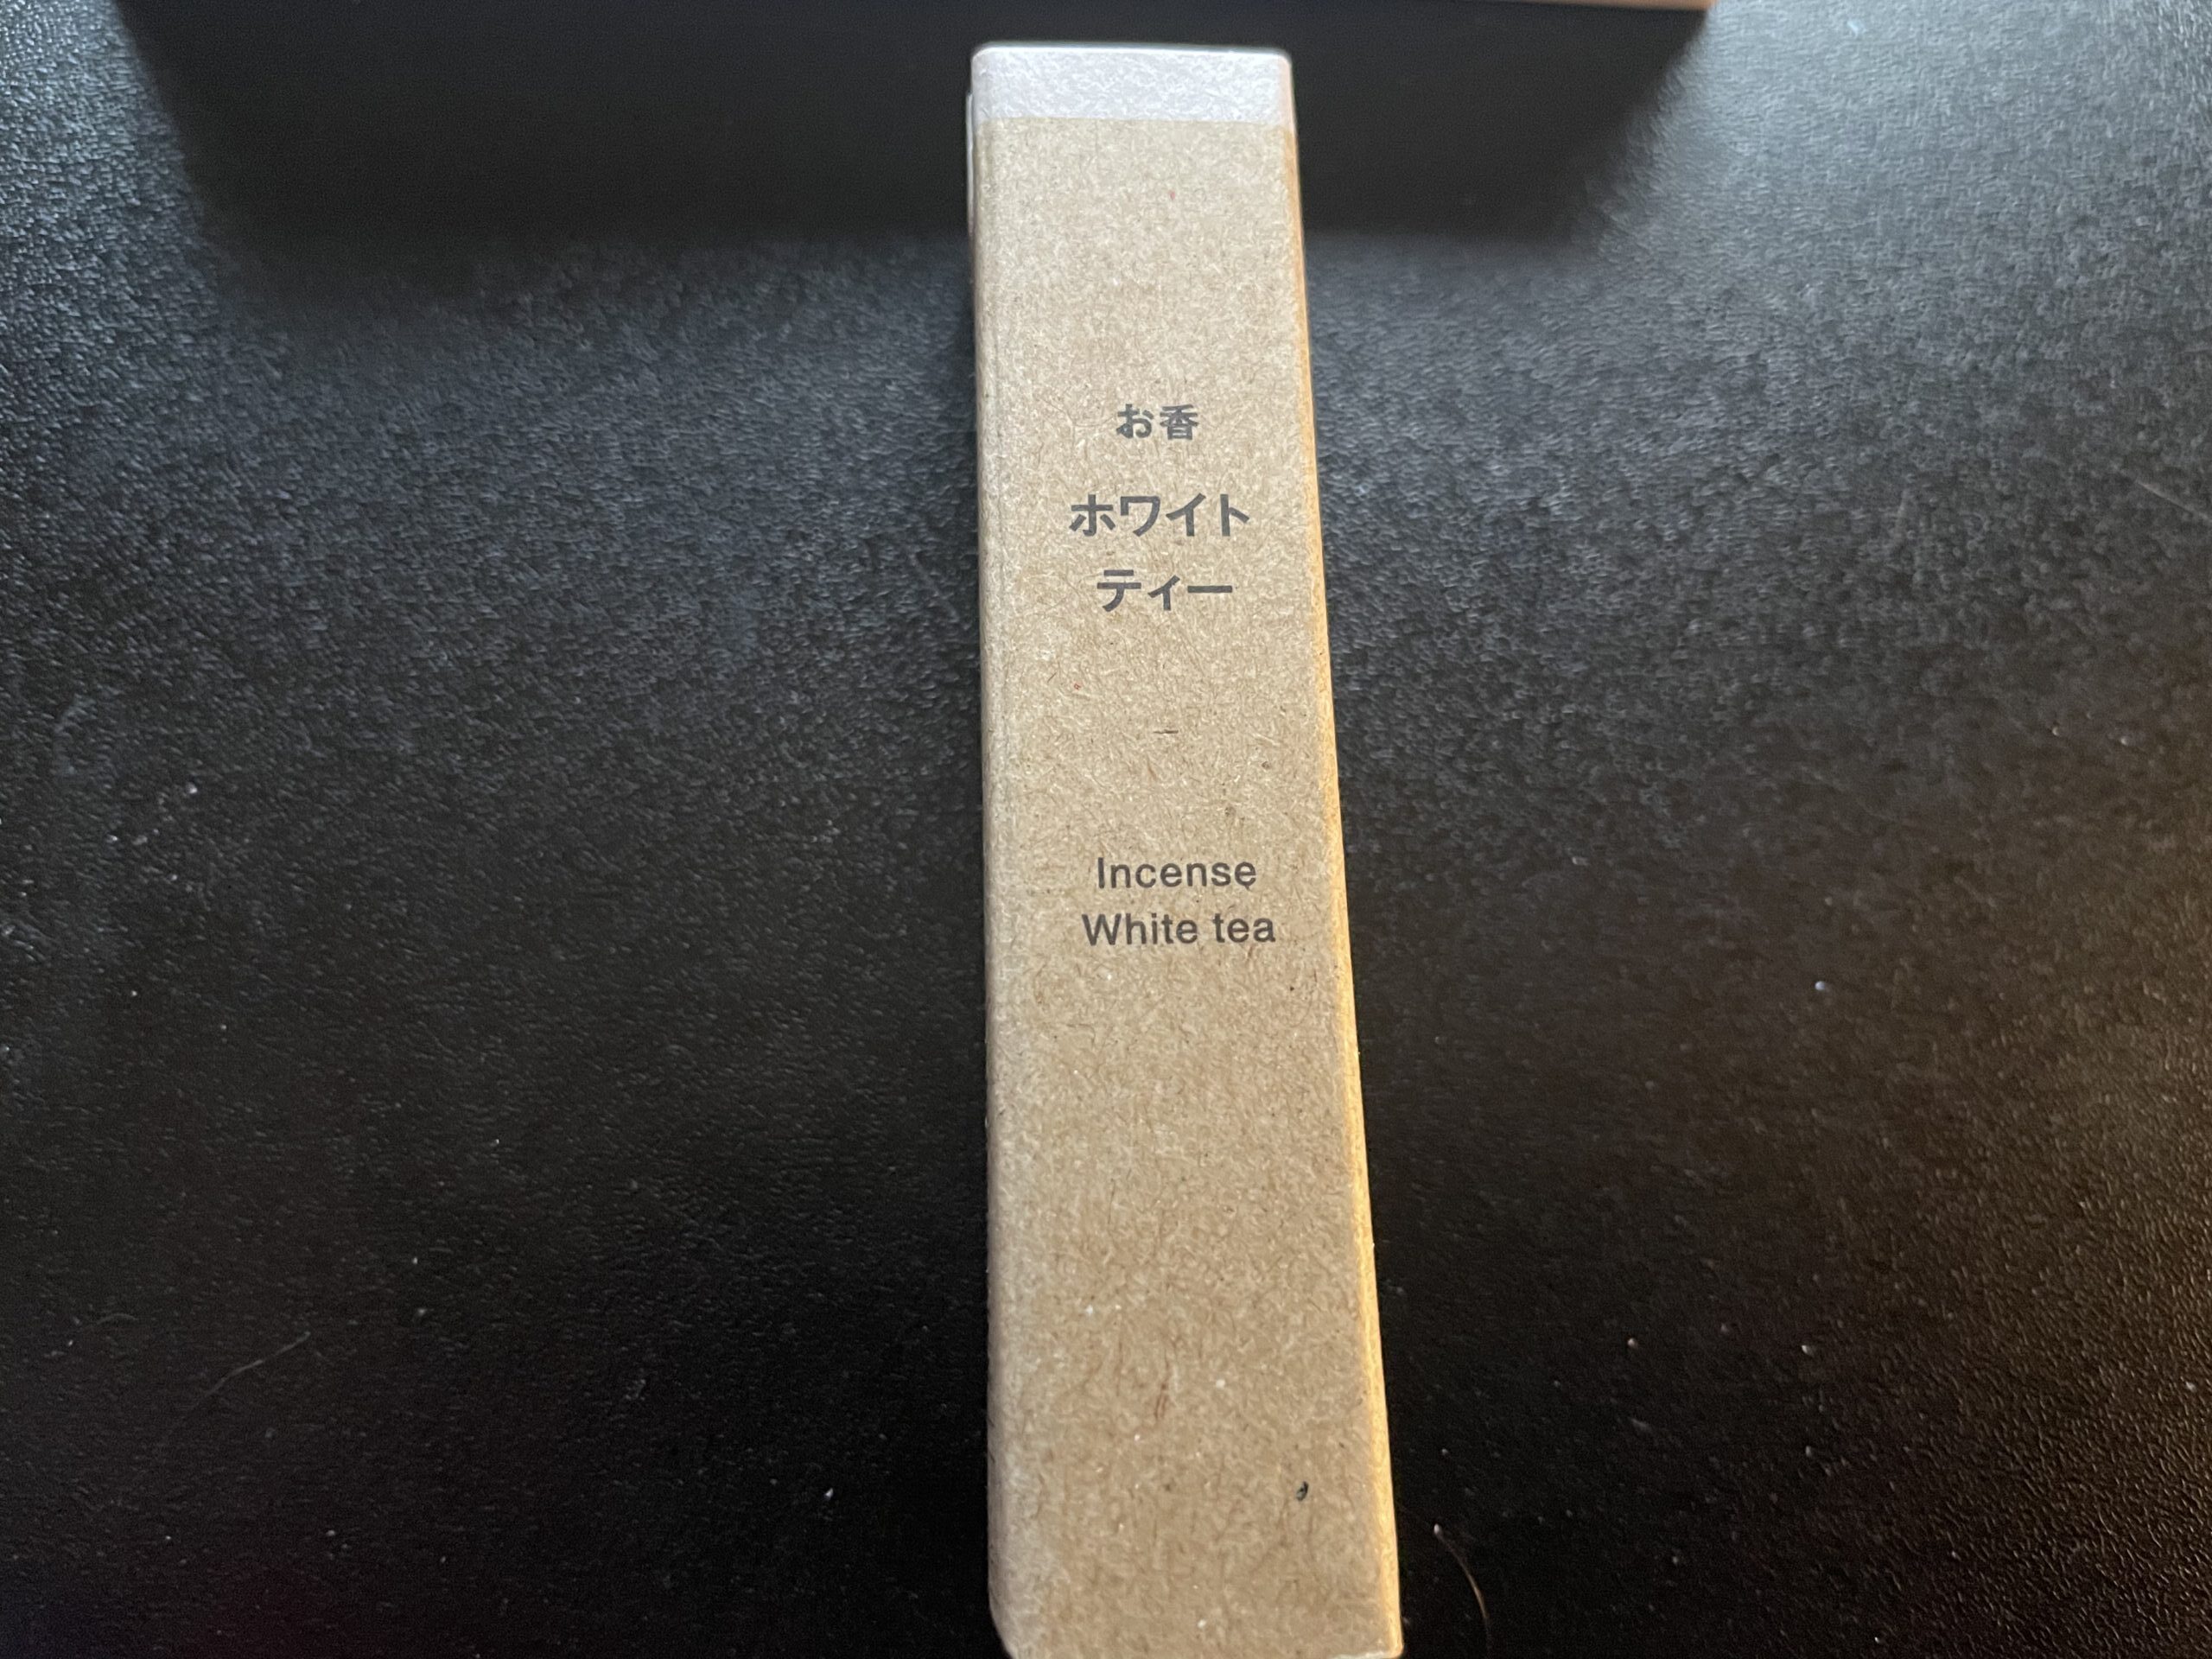 お香
ホワイト
ティー
Incense
White tea